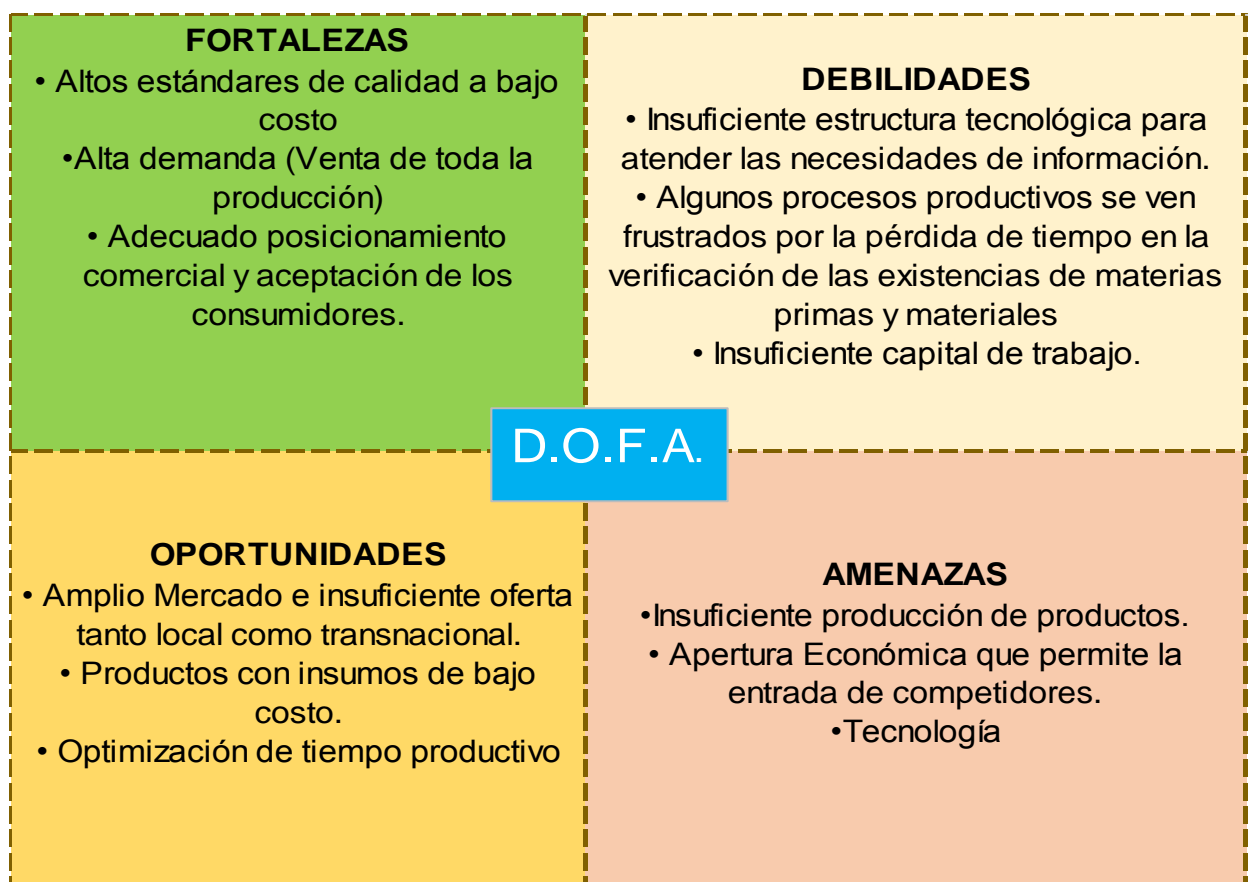 FORTALEZAS
• Altos estándares de calidad a bajo
costo
•Alta demanda (Venta de toda la
producción)
• Adecuado posicionamiento
comercial y aceptación de los
consumidores.
DEBILIDADES
• Insuficiente estructura tecnológica para
atender las necesidades de información.
• Algunos procesos productivos se ven
frustrados por la pérdida de tiempo en la
verificación de las existencias de materias
primas y materiales
• Insuficiente capital de trabajo.
D.O.F.A.
OPORTUNIDADES
• Amplio Mercado e insuficiente oferta
tanto local como transnacional.
• Productos con insumos de bajo
costo.
• Optimización de tiempo productivo
AMENAZAS
•Insuficiente producción de productos.
• Apertura Económica que permite la
entrada de competidores.
•Tecnología